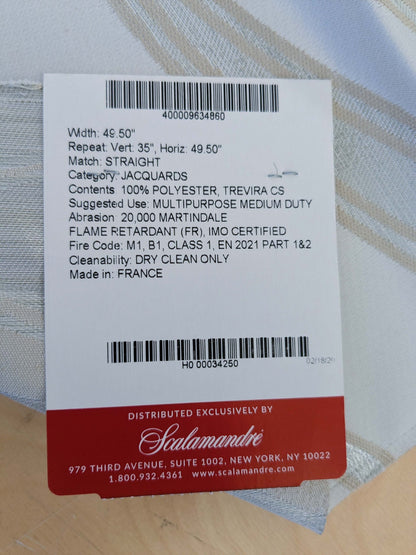 400009634860
Width: 49.50"
Repeat: Vert: 35", Horiz: 49.50"
Match: STRAIGHT
Category: JACQUARDS
Contents: 100% POLYESTER, TREVIRA CS
Suggested Use: MULTIPURPOSE MEDIUM DUTY
Abrasion: 20,000 MARTINDALE
FLAME RETARDANT (FR), IMO CERTIFIED
Fire Code: M1, B1, CLASS 1, EN 2021 PART 1&2
Cleanability: DRY CLEAN ONLY
Made in: FRANCE
H0 00034250
DISTRIBUTED EXCLUSIVELY BY
Scalamandré
979 THIRD AVENUE, SUITE 1002, NEW YORK, NY 10022
1.800.932.4361 www.scalamandre.com